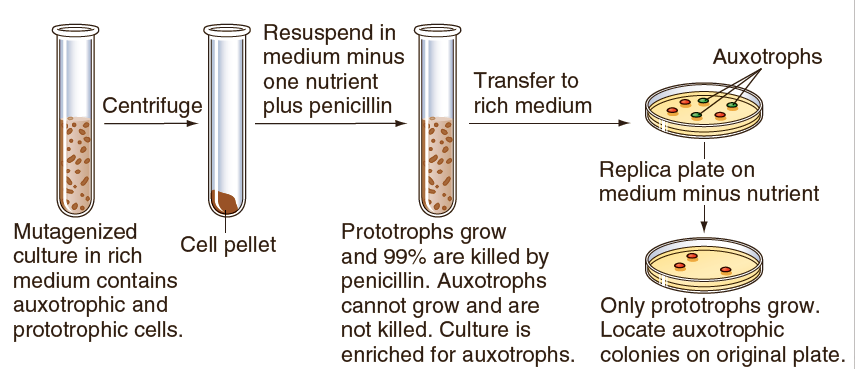 Mutagenized
culture in rich
medium contains
auxotrophic and
prototrophic cells.
Centrifuge
Cell pellet
Resuspend in
medium minus
one nutrient
plus penicillin
Prototrophs grow
and 99% are killed by
penicillin. Auxotrophs
cannot grow and are
not killed. Culture is
enriched for auxotrophs.
Transfer to
rich medium
Auxotrophs
Replica plate on
medium minus nutrient
Only prototrophs grow.
Locate auxotrophic
colonies on original plate.